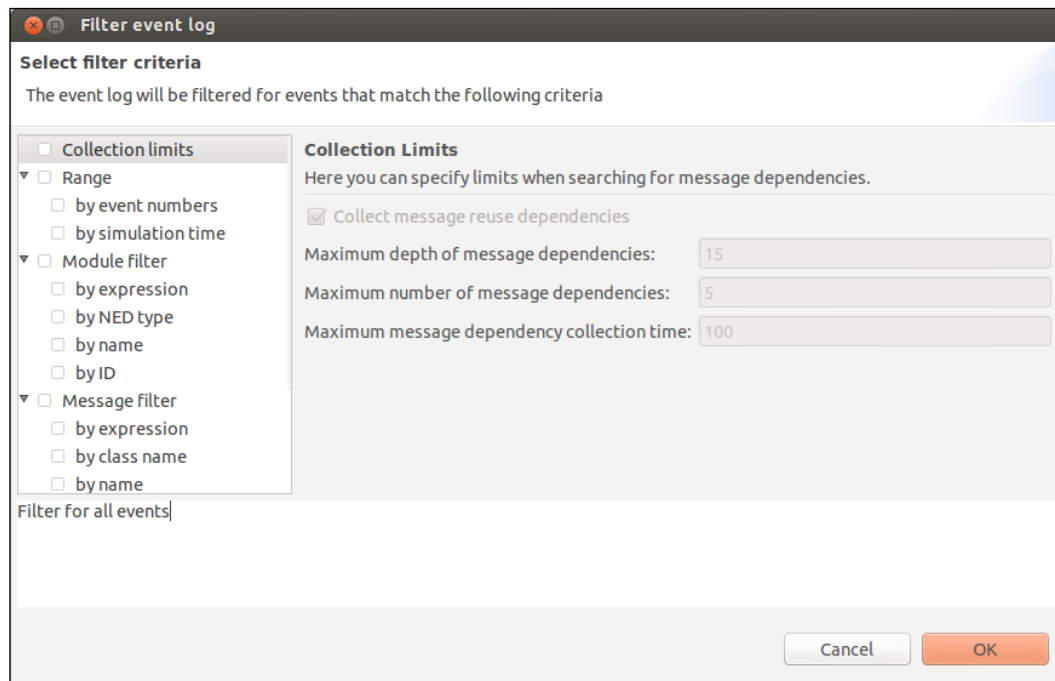 Filter event log
Select filter criteria
The event log will be filtered for events that match the following criteria
Collection limits
Range
by event numbers
by simulation time
Module filter
by expression
by NED type
by name
by ID
Message filter
by expression
by class name
by name
Collection Limits
Here you can specify limits when searching for message dependencies.
Collect message reuse dependencies
Maximum depth of message dependencies: 15
Maximum number of message dependencies: 5
Maximum message dependency collection time: 100
Filter for all events
Cancel OK